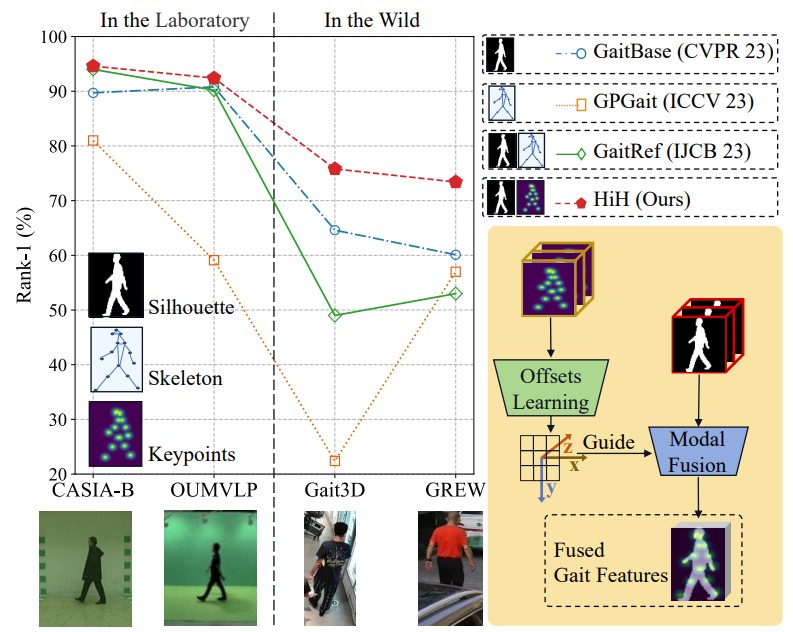 In the Laboratory
In the Wild
Rank-1 (%)
100
90
80
70
60
50
40
30
20
Silhouette
Skeleton
Keypoints
CASIA-B
OUMVLP
Gait3D
GREW
GaitBase (CVPR 23)
GPGait (ICCV 23)
GaitRef (IJCB 23)
HiH (Ours)
Offsets
Learning
z
x
y
Guide
Modal
Fusion
Fused
Gait Features